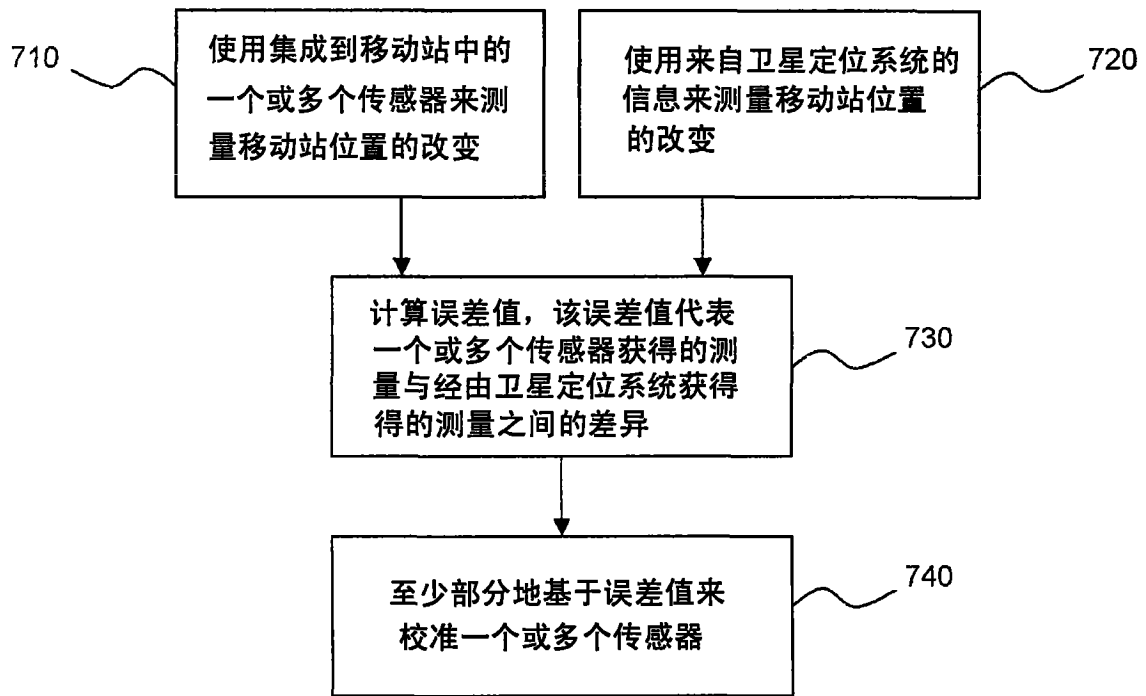 710
使用集成到移动站中的
一个或多个传感器来测
量移动站位置的改变
使用来自卫星定位系统的
信息来测量移动站位置
的改变
720
计算误差值，该误差值代表
一个或多个传感器获得的测
量与经由卫星定位系统获得
得的测量之间的差异
730
至少部分地基于误差值来
校准一个或多个传感器
740